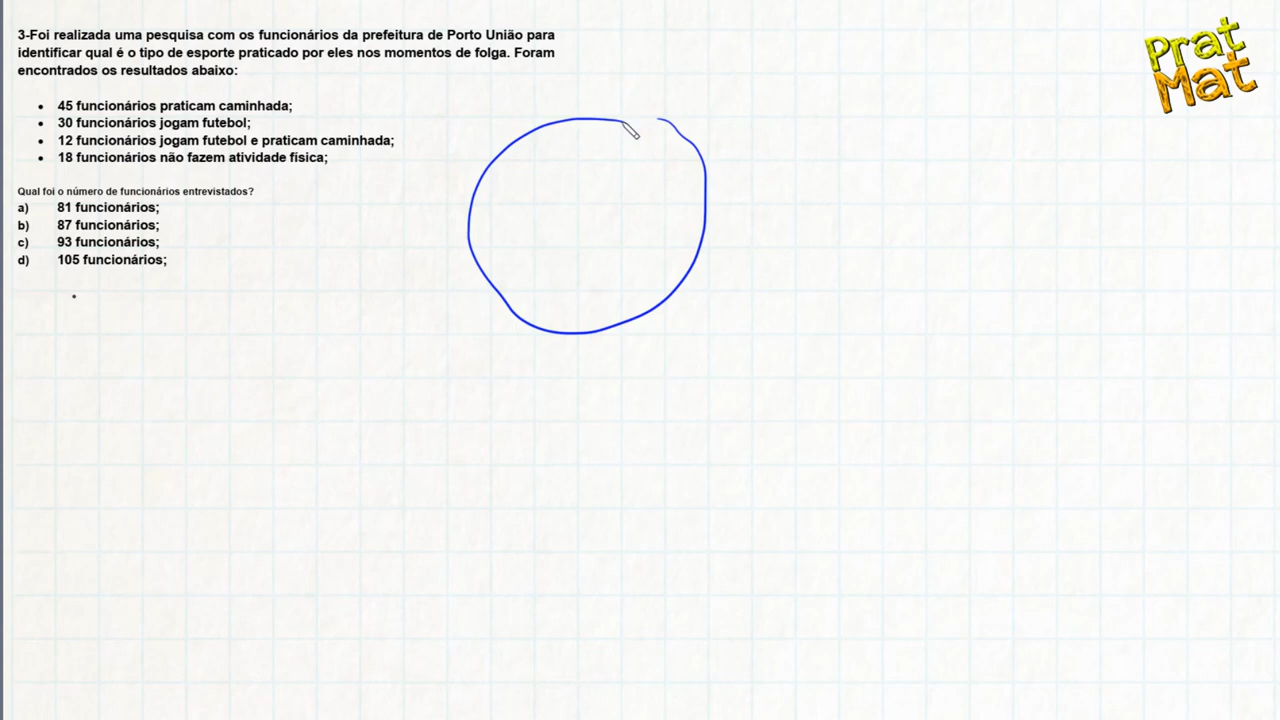 3-Foi realizada uma pesquisa com os funcionários da prefeitura de Porto União para
identificar qual é o tipo de esporte praticado por eles nos momentos de folga. Foram
encontrados os resultados abaixo:
• 45 funcionários praticam caminhada;
• 30 funcionários jogam futebol;
• 12 funcionários jogam futebol e praticam caminhada;
• 18 funcionários não fazem atividade física;
Qual foi o número de funcionários entrevistados?
a) 81 funcionários;
b) 87 funcionários;
c) 93 funcionários;
d) 105 funcionários;
Prat
Mat